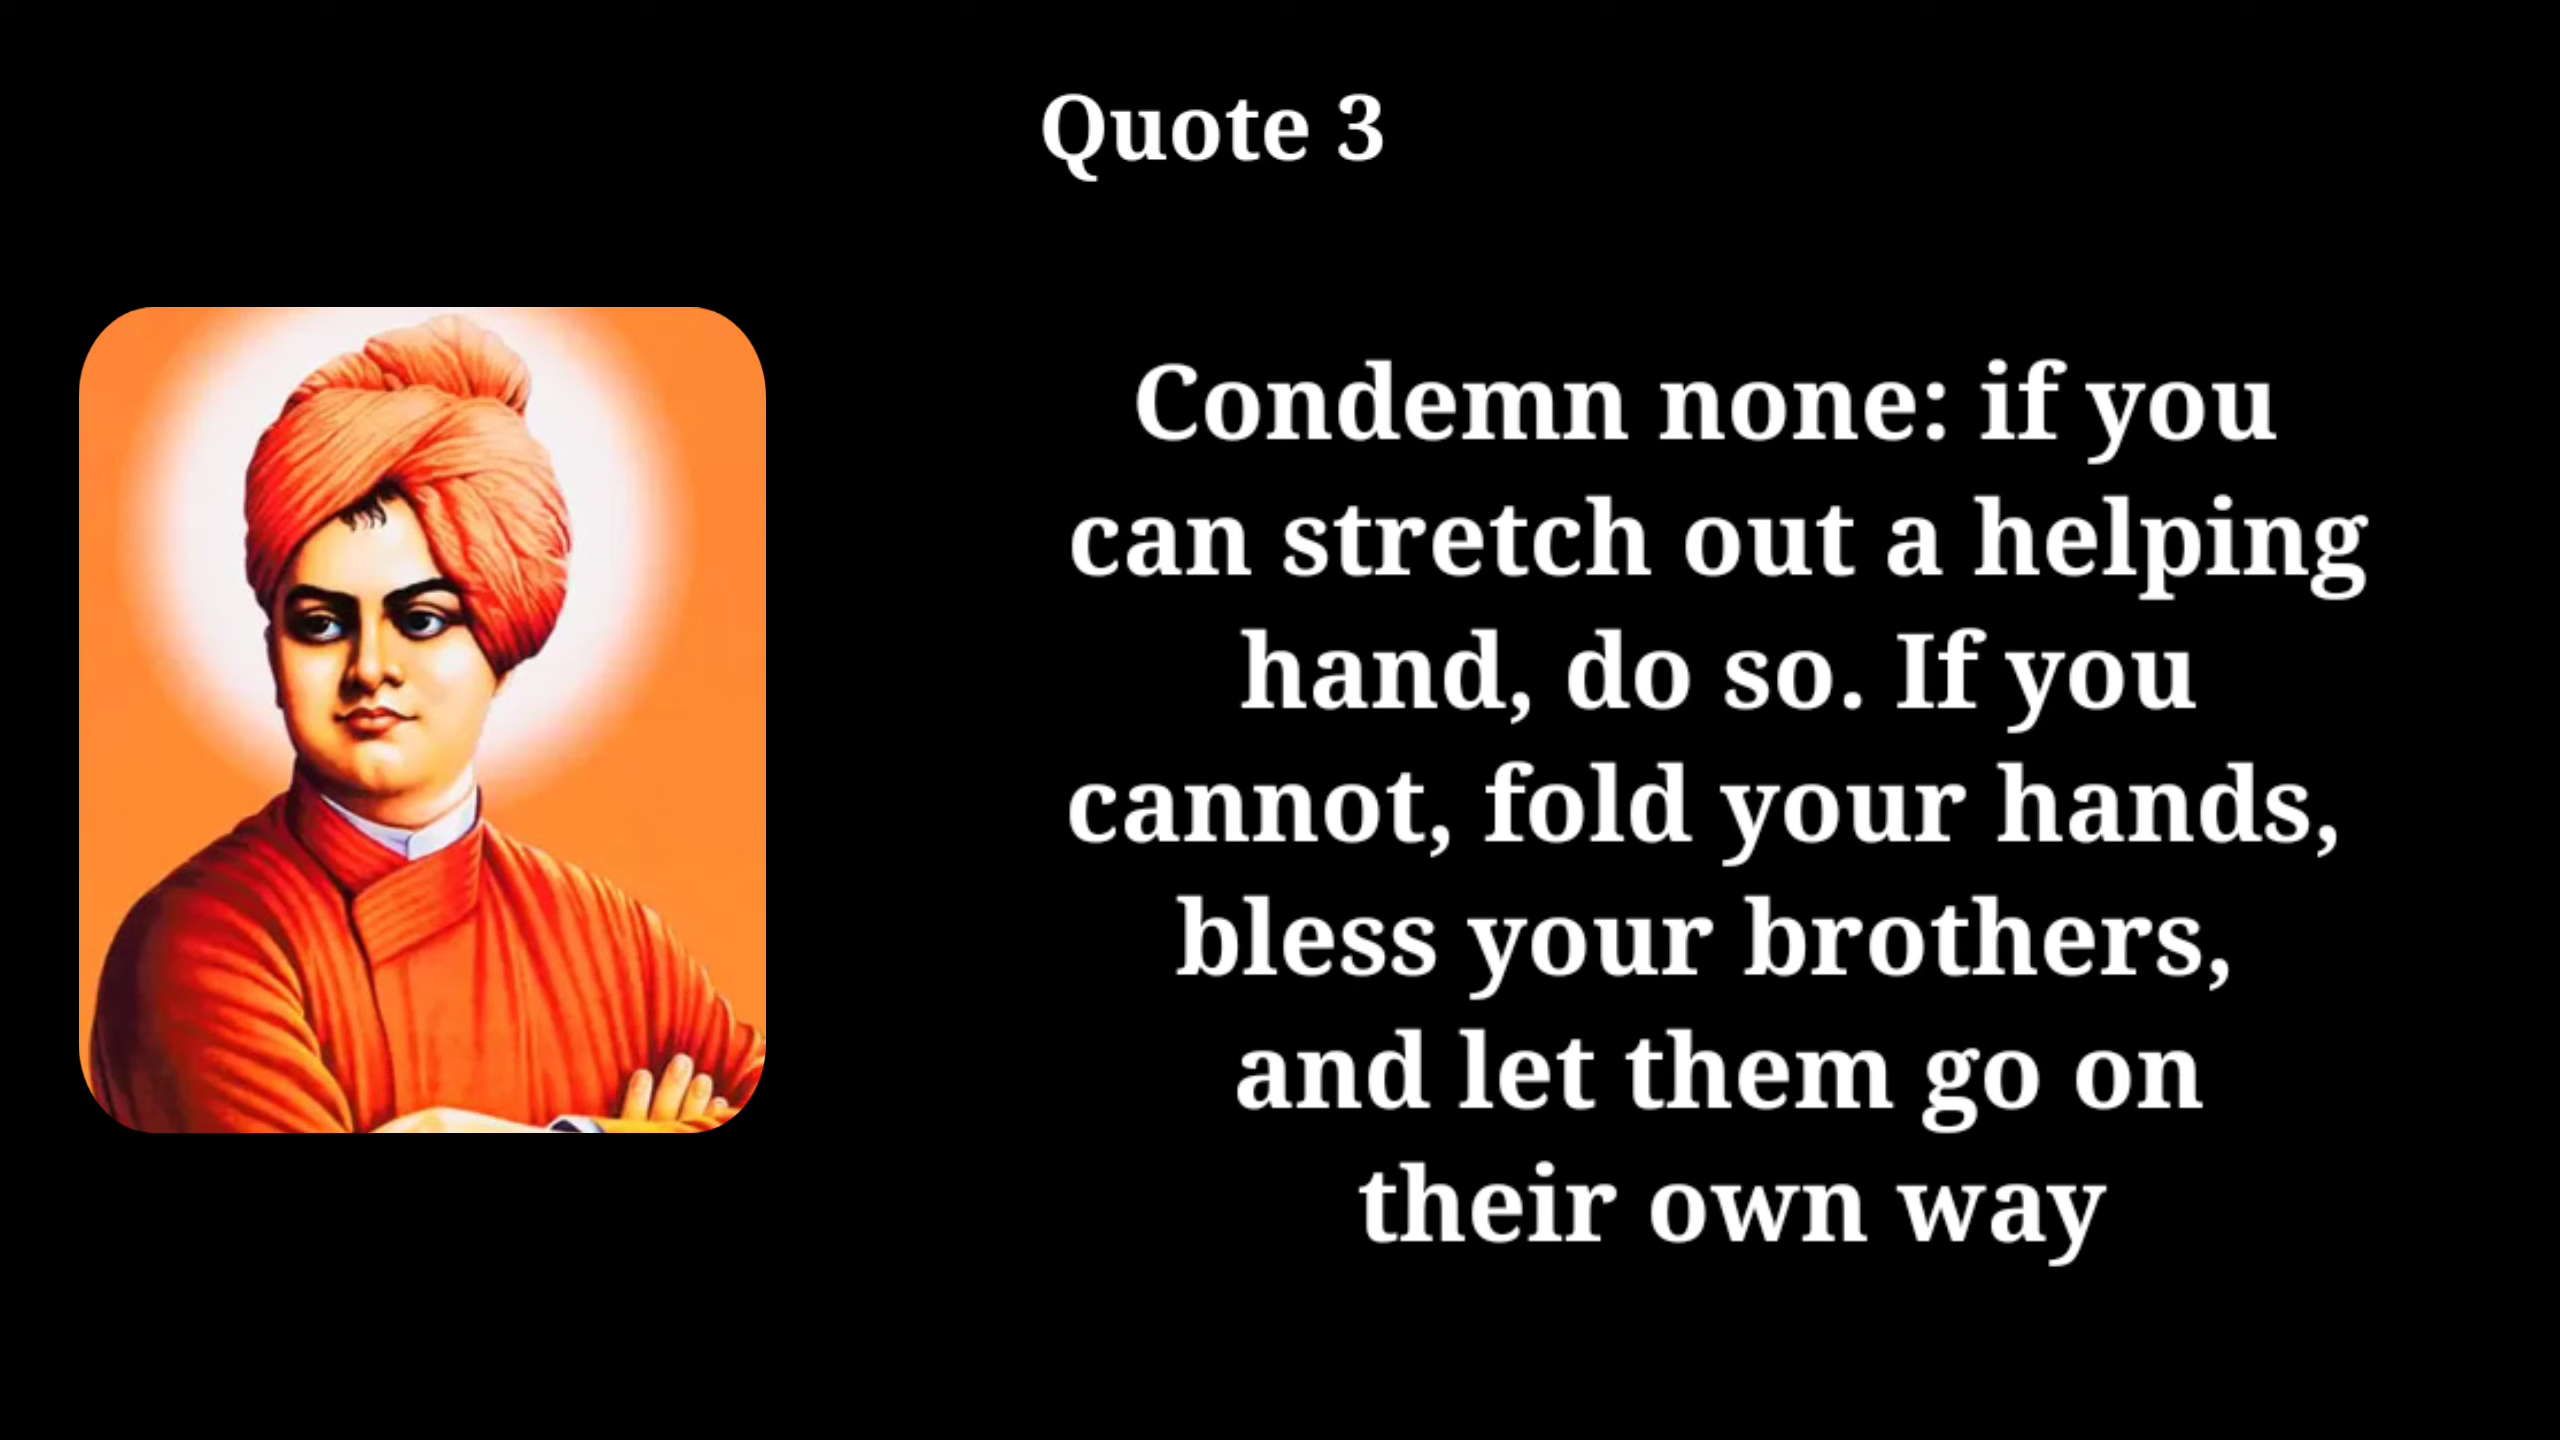 Quote 3
Condemn none: if you
can stretch out a helping
hand, do so. If you
cannot, fold your hands,
bless your brothers,
and let them go on
their own way